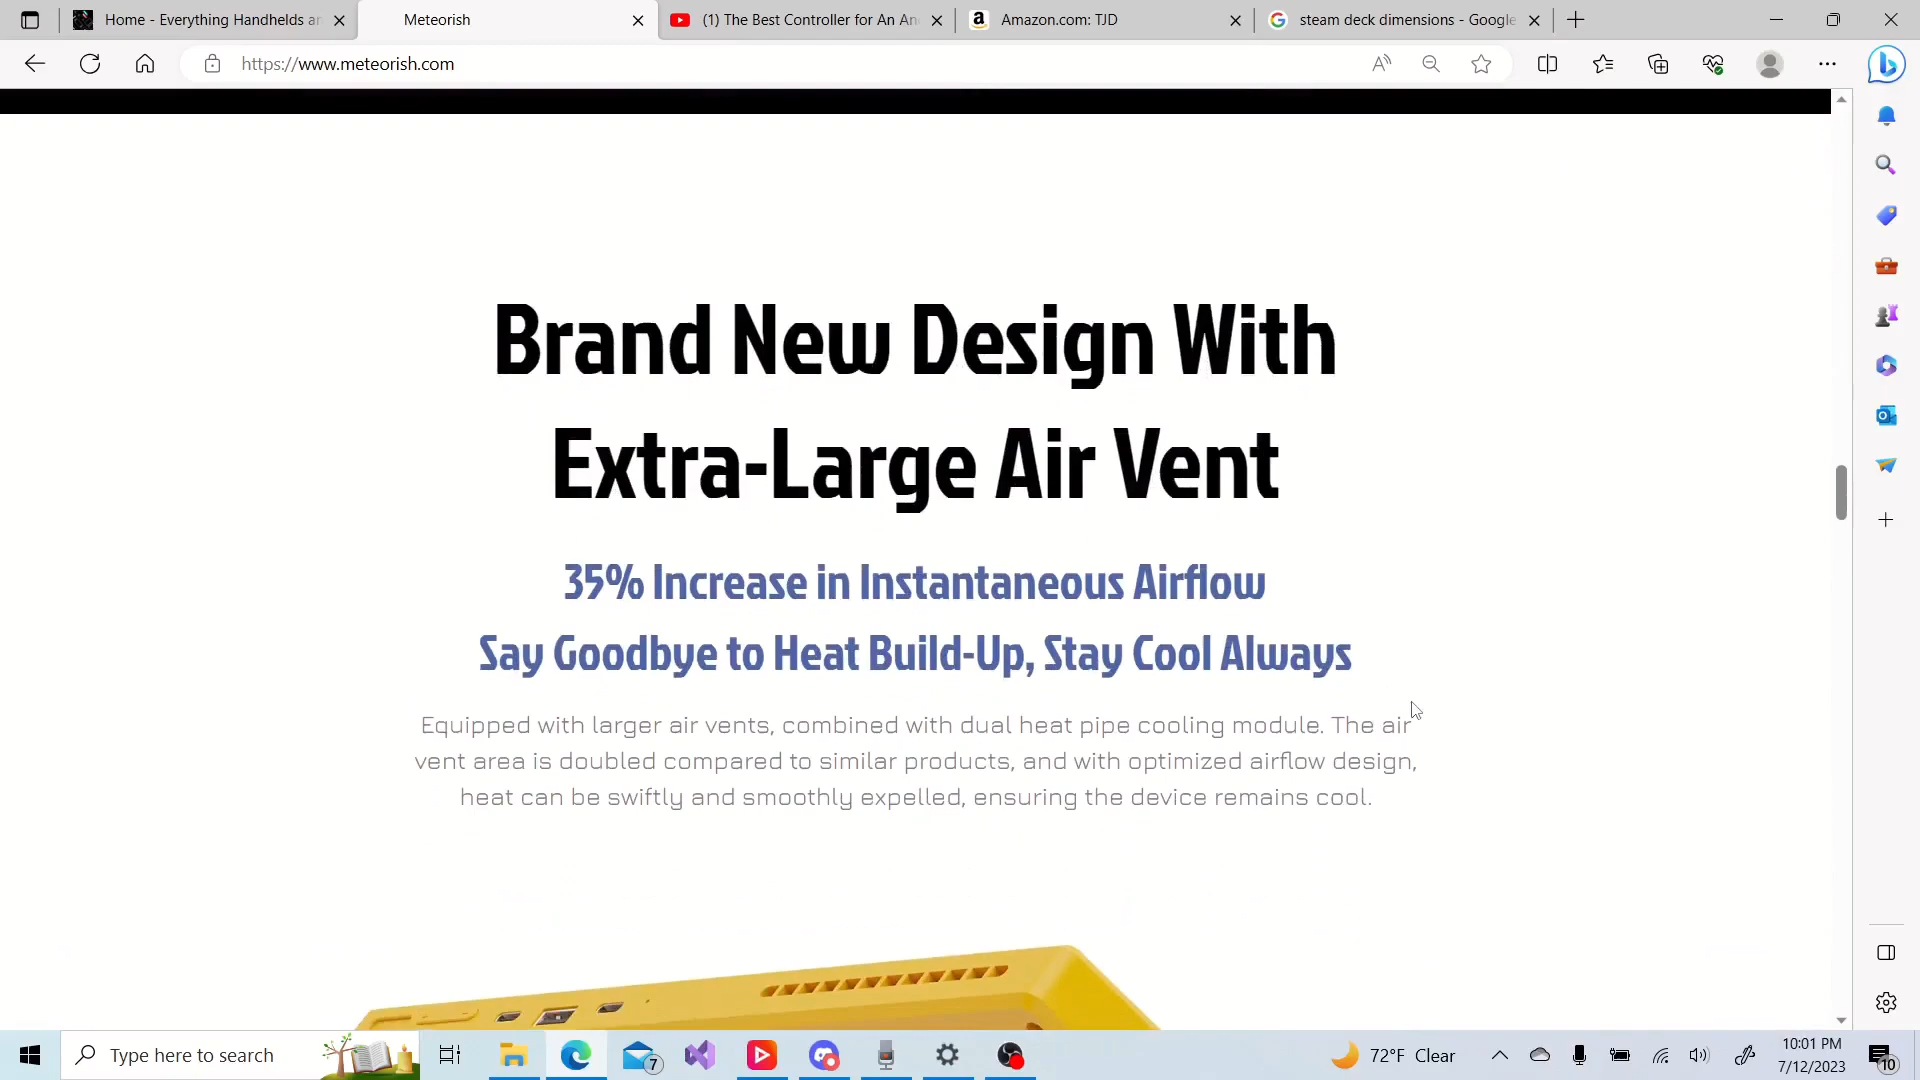 Home - Everything Handhelds ar
Meteorish
(1) The Best Controller for An An
Amazon.com: TJD
steam deck dimensions - Google
https://www.meteorish.com
Brand New Design With
Extra-Large Air Vent
35% Increase in Instantaneous Airflow
Say Goodbye to Heat Build-Up, Stay Cool Always
Equipped with larger air vents, combined with dual heat pipe cooling module. The air
vent area is doubled compared to similar products, and with optimized airflow design,
heat can be swiftly and smoothly expelled, ensuring the device remains cool.
Type here to search
7
72°F Clear
10:01 PM
7/12/2023
10